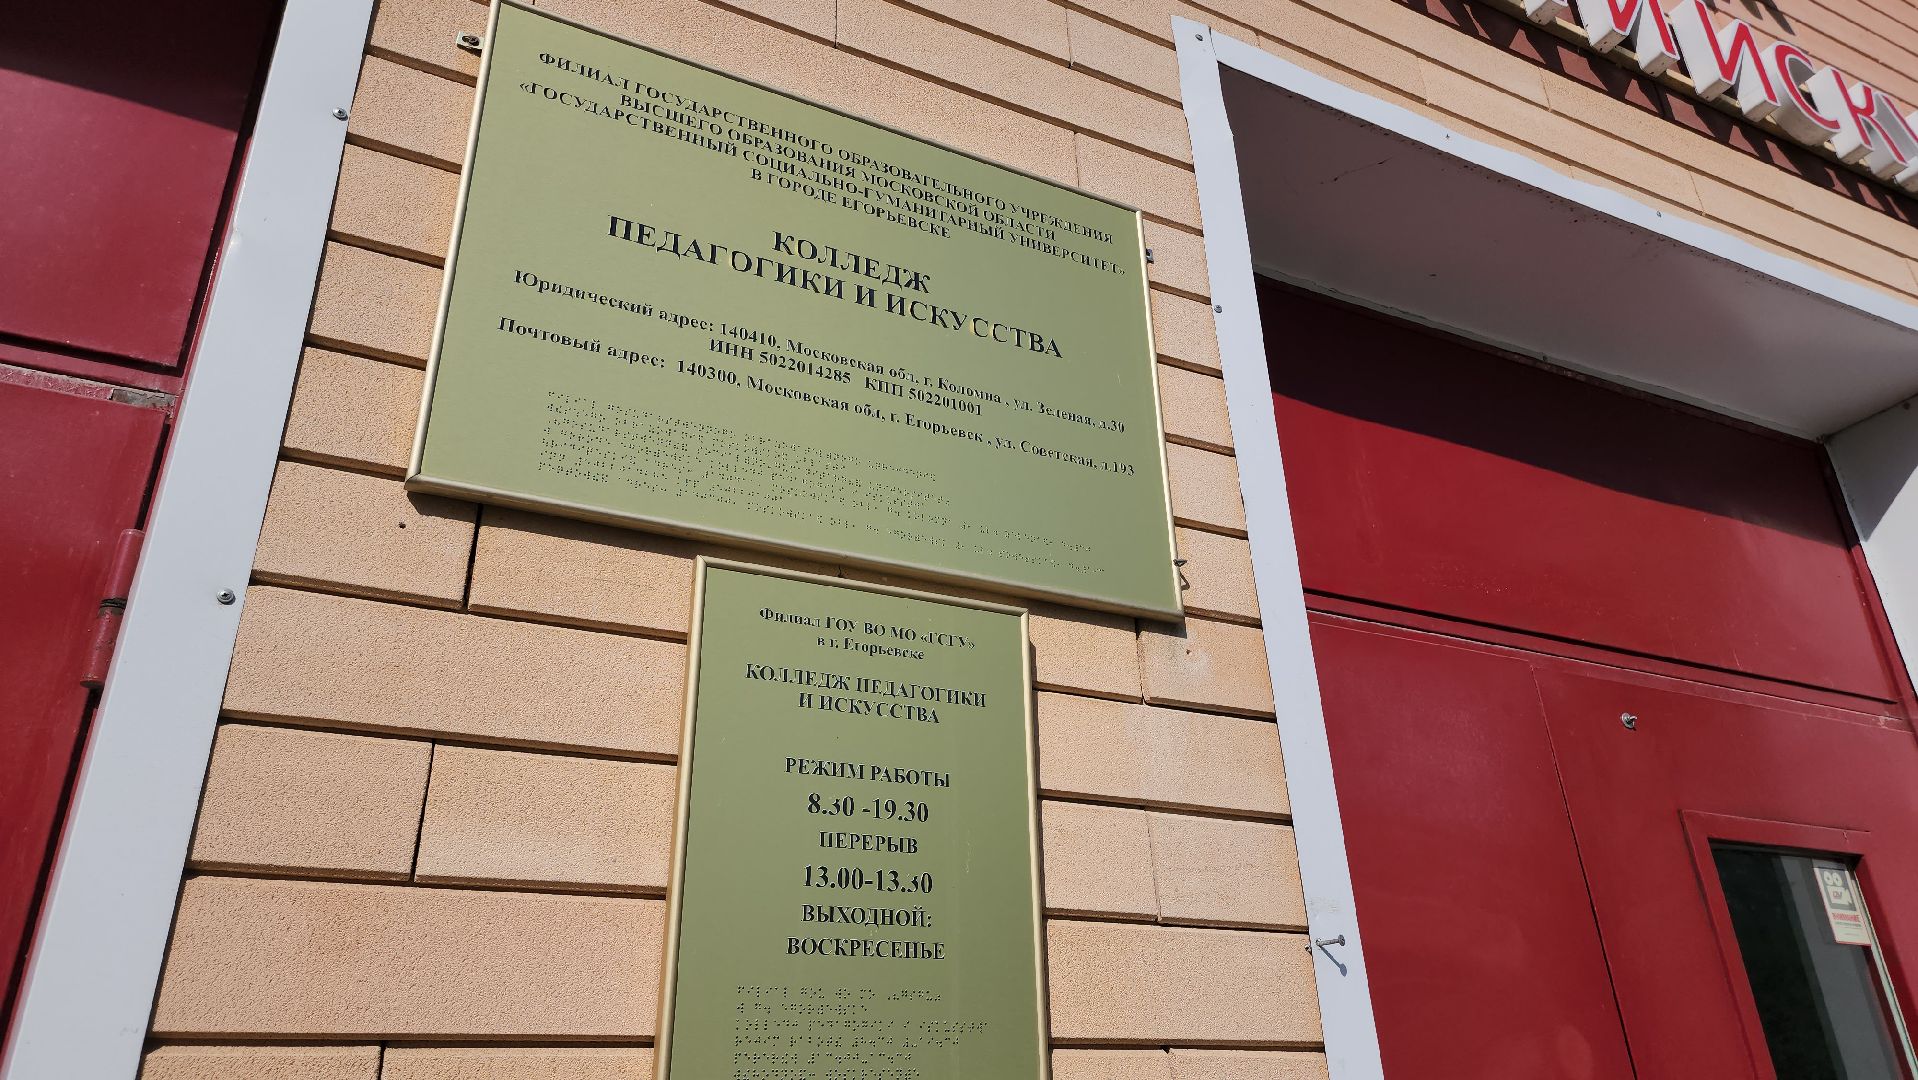 ФИЛИАЛ ГОСУДАРСТВЕННОГО ОБРАЗОВАТЕЛЬНОГО УЧРЕЖДЕНИЯ
ВЫСШЕГО ОБРАЗОВАНИЯ МОСКОВСКОЙ ОБЛАСТИ
«ГОСУДАРСТВЕННЫЙ СОЦИАЛЬНО-ГУМАНИТАРНЫЙ УНИВЕРСИТЕТ»
В ГОРОДЕ ЕГОРЬЕВСКЕ
КОЛЛЕДЖ
ПЕДАГОГИКИ И ИСКУССТВА
Юридический адрес: 140410, Московская обл, г. Коломна , ул. Зеленая, д.30
ИНН 5022014285 КПП 502201001
Почтовый адрес: 140300, Московская обл, г. Егорьевск , ул. Советская, д.193
Филиал ГОУ ВО МО «ГСГУ»
в г. Егорьевске
КОЛЛЕДЖ ПЕДАГОГИКИ
И ИСКУССТВА
РЕЖИМ РАБОТЫ
8.30 -19.30
ПЕРЕРЫВ
13.00-13.30
ВЫХОДНОЙ:
ВОСКРЕСЕНЬЕ
И ИСК
ВНИМАНИЕ